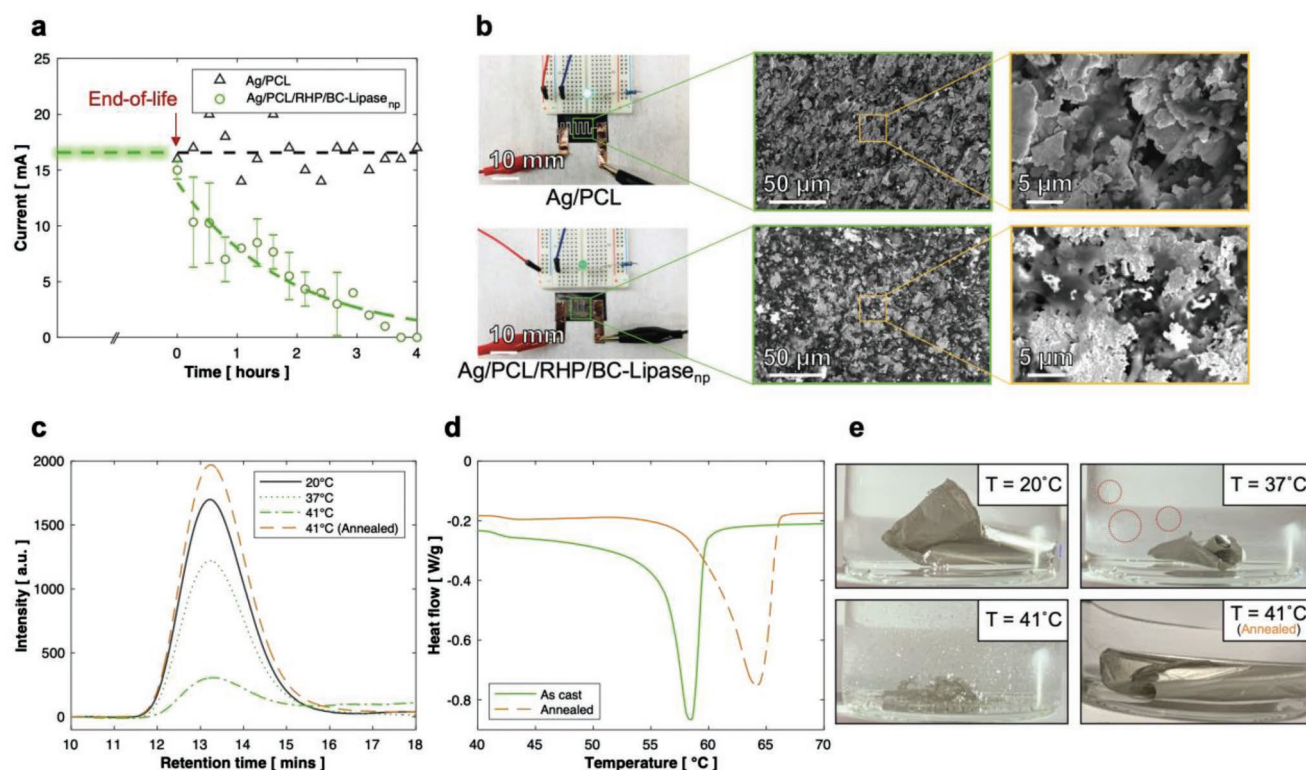 a
25
20
15
10
5
0
Current [ mA ]
End-of-life
Ag/PCL
Ag/PCL/RHP/BC-Lipasenp
//
0
1
2
3
4
Time [ hours ]
b
10 mm
Ag/PCL
50 µm
5 µm
10 mm
Ag/PCL/RHP/BC-Lipasenp
50 µm
5 µm
c
2000
1500
1000
500
0
Intensity [ a.u. ]
20°C
37°C
41°C
41°C (Annealed)
10
11
12
13
14
15
16
17
18
Retention time [ mins ]
d
0
-0.2
-0.4
-0.6
-0.8
Heat flow [ W/g ]
As cast
Annealed
40
45
50
55
60
65
70
Temperature [ °C ]
e
T = 20°C
T = 37°C
T = 41°C
T = 41°C
(Annealed)